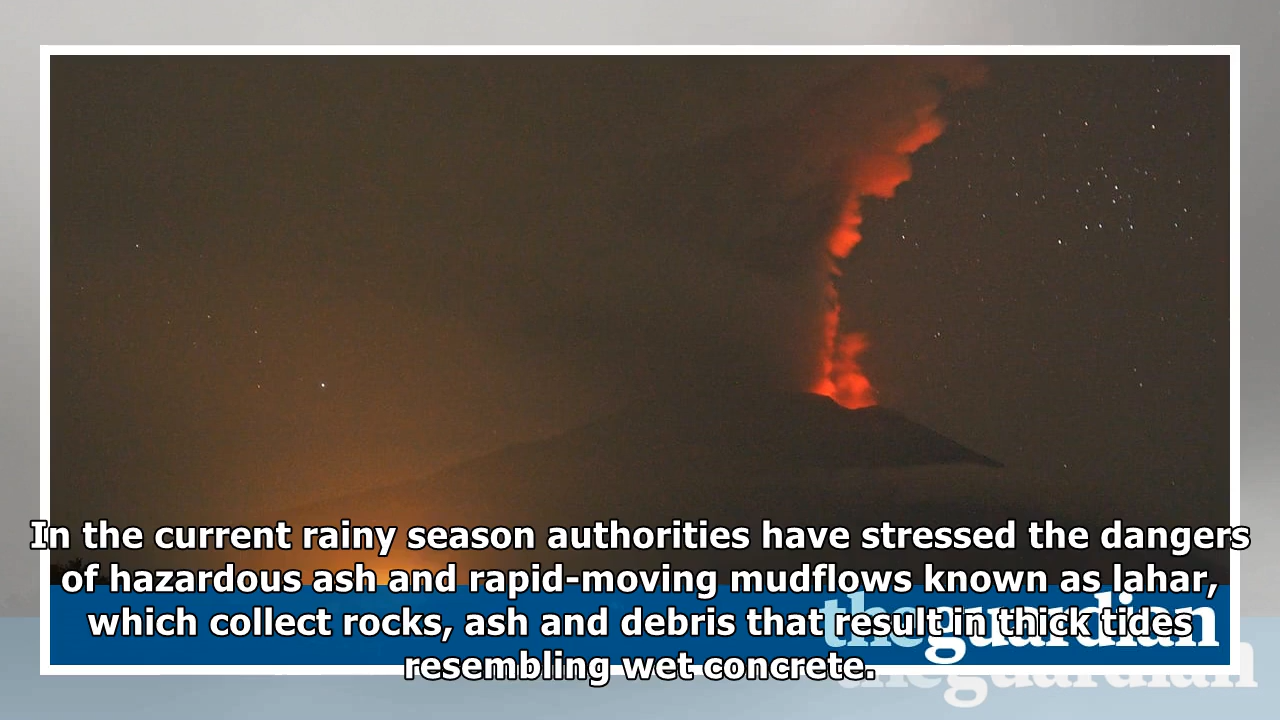 In the current rainy season authorities have stressed the dangers
of hazardous ash and rapid-moving mudflows known as lahar,
which collect rocks, ash and debris that result in thick tides
resembling wet concrete.
theguardian
theguardian